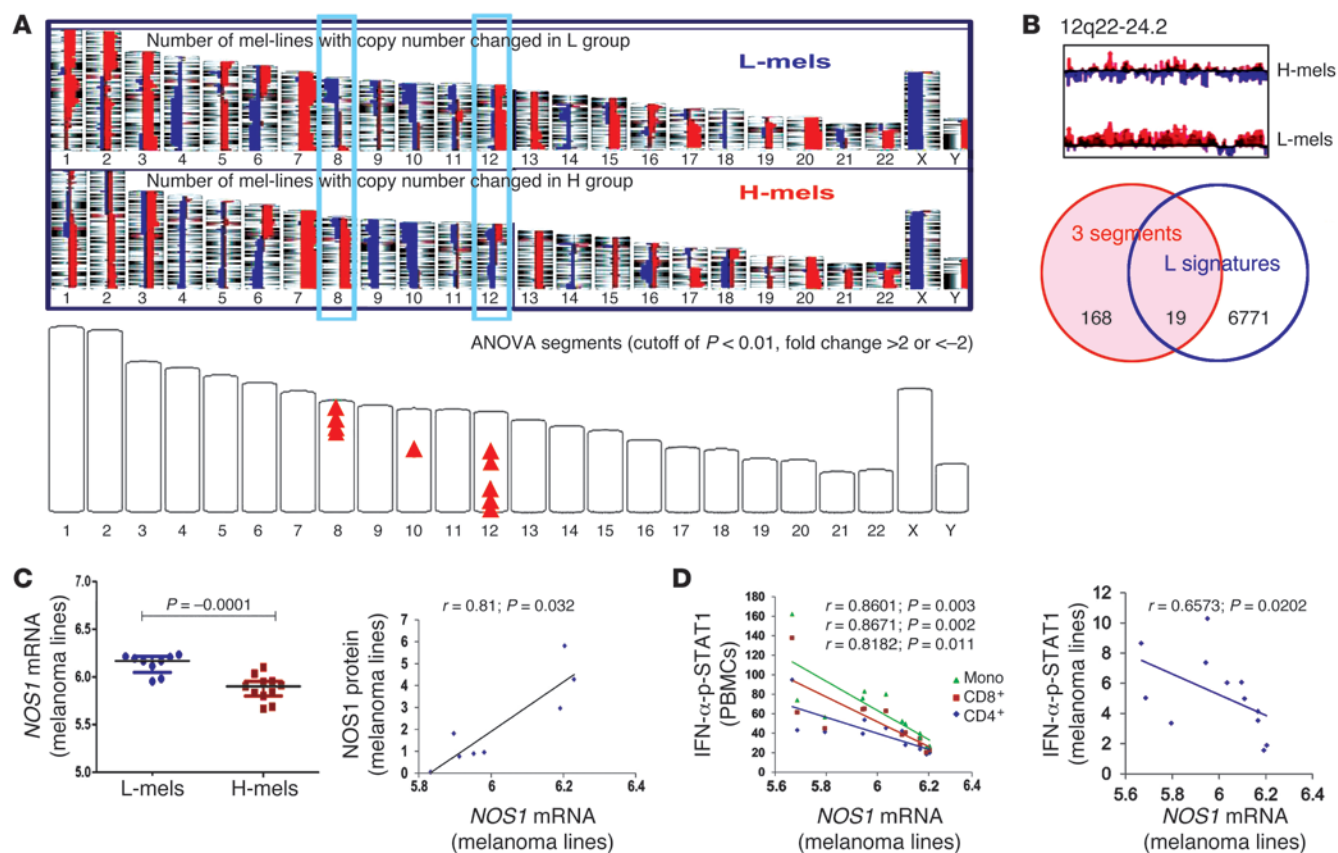 A
Number of mel-lines with copy number changed in L group
L-mels
1 2 3 4 5 6 7 8 9 10 11 12 13 14 15 16 17 18 19 20 21 22 X Y
Number of mel-lines with copy number changed in H group
H-mels
1 2 3 4 5 6 7 8 9 10 11 12 13 14 15 16 17 18 19 20 21 22 X Y
ANOVA segments (cutoff of P < 0.01, fold change >2 or <–2)
1 2 3 4 5 6 7 8 9 10 11 12 13 14 15 16 17 18 19 20 21 22 X Y
B
12q22-24.2
H-mels
L-mels
3 segments
L signatures
168 19 6771
C
NOS1 mRNA
(melanoma lines)
7.0
6.5
6.0
5.5
5.0
P = –0.0001
L-mels H-mels
NOS1 protein
(melanoma lines)
r = 0.81; P = 0.032
7
6
5
4
3
2
1
0
5.8 6 6.2 6.4
NOS1 mRNA
(melanoma lines)
D
IFN-α-p-STAT1
(PBMCs)
180
160
140
120
100
80
60
40
20
0
r = 0.8601; P = 0.003
r = 0.8671; P = 0.002
r = 0.8182; P = 0.011
Mono
CD8+
CD4+
5.6 5.8 6 6.2 6.4
NOS1 mRNA
(melanoma lines)
IFN-α-p-STAT1
(melanoma lines)
12
10
8
6
4
2
0
r = 0.6573; P = 0.0202
5.6 5.8 6 6.2 6.4
NOS1 mRNA
(melanoma lines)